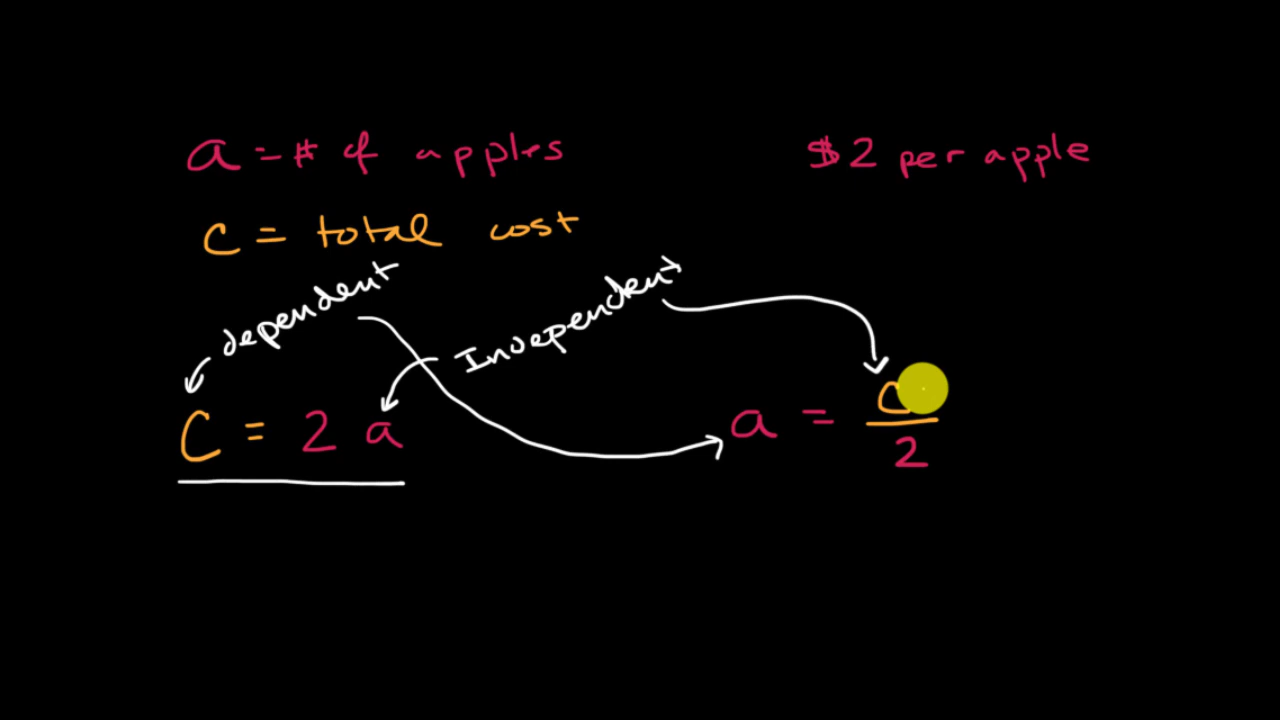 a = # of apples
$2 per apple
c = total cost
dependent
Independent
C = 2 a
a = c/2